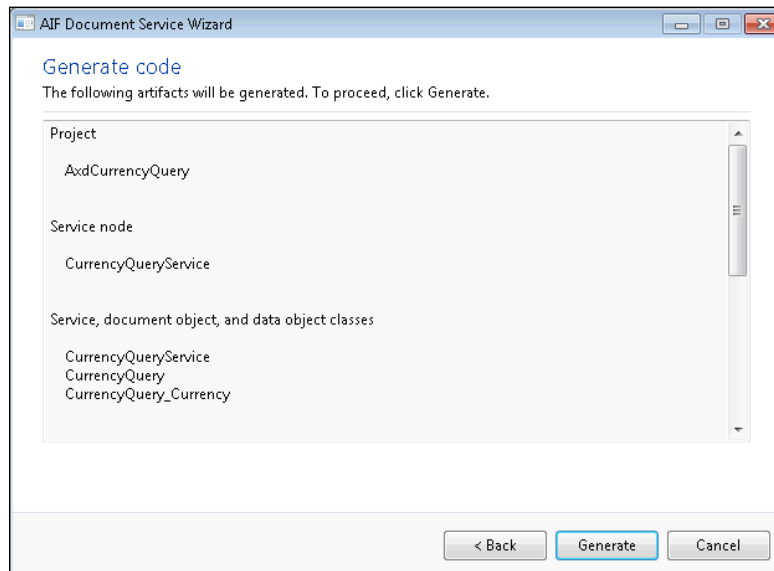 AIF Document Service Wizard
Generate code
The following artifacts will be generated. To proceed, click Generate.
Project
AxdCurrencyQuery
Service node
CurrencyQueryService
Service, document object, and data object classes
CurrencyQueryService
CurrencyQuery
CurrencyQuery_Currency
< Back
Generate
Cancel